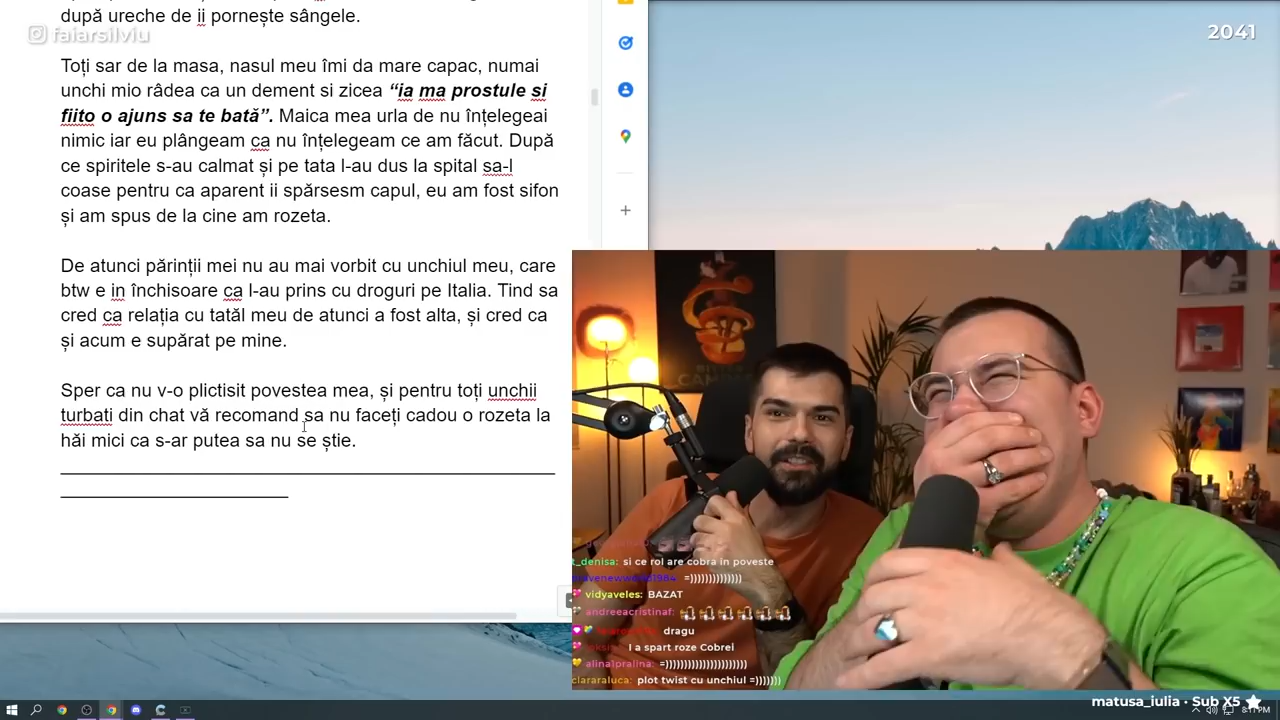 după ureche de ii pornește sângele.
faiarsilviu
2041
Toți sar de la masa, nasul meu îmi da mare capac, numai
unchi mio râdea ca un dement si zicea “ia ma prostule si
fiito o ajuns sa te bată”. Maica mea urla de nu înțelegeai
nimic iar eu plângeam ca nu înțelegeam ce am făcut. După
ce spiritele s-au calmat și pe tata l-au dus la spital sa-l
coase pentru ca aparent ii spărsesm capul, eu am fost sifon
și am spus de la cine am rozeta.
De atunci părinții mei nu au mai vorbit cu unchiul meu, care
btw e in închisoare ca l-au prins cu droguri pe Italia. Tind sa
cred ca relația cu tatăl meu de atunci a fost alta, și cred ca
și acum e supărat pe mine.
Sper ca nu v-o plictisit povestea mea, și pentru toți unchii
turbati din chat vă recomand sa nu faceți cadou o rozeta la
hăi mici ca s-ar putea sa nu se știe.
t_denisa: si ce rol are cobra in poveste
=))))))))))))))
vidyaveles: BAZAT
andreeacristinaf:
dragu
I a spart roze Cobrei
alina1pralina: =)))))))))))))))))))))))
clararaluca: plot twist cu unchiul =)))))))
matusa_iulia · Sub X5
8:11 PM